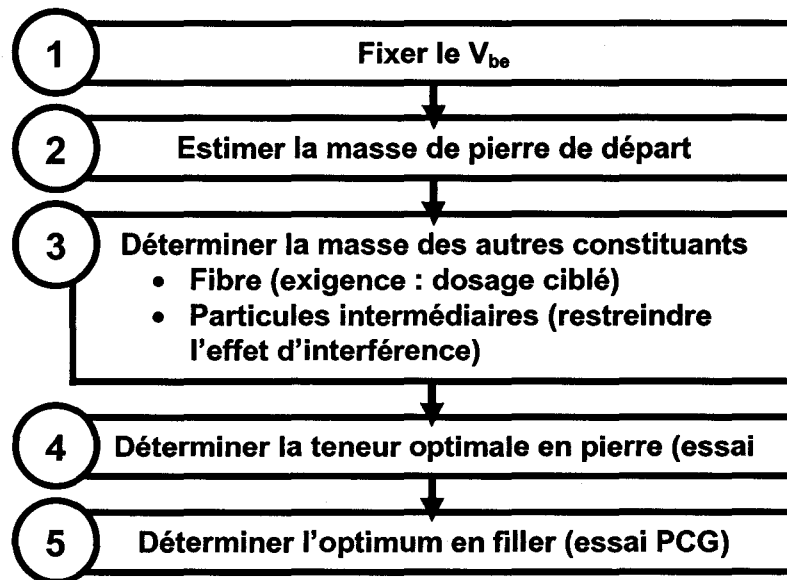 1
Fixer le Vbe
2
Estimer la masse de pierre de départ
3
Déterminer la masse des autres constituants
• Fibre (exigence : dosage ciblé)
• Particules intermédiaires (restreindre
l'effet d'interférence)
4
Déterminer la teneur optimale en pierre (essai
5
Déterminer l'optimum en filler (essai PCG)